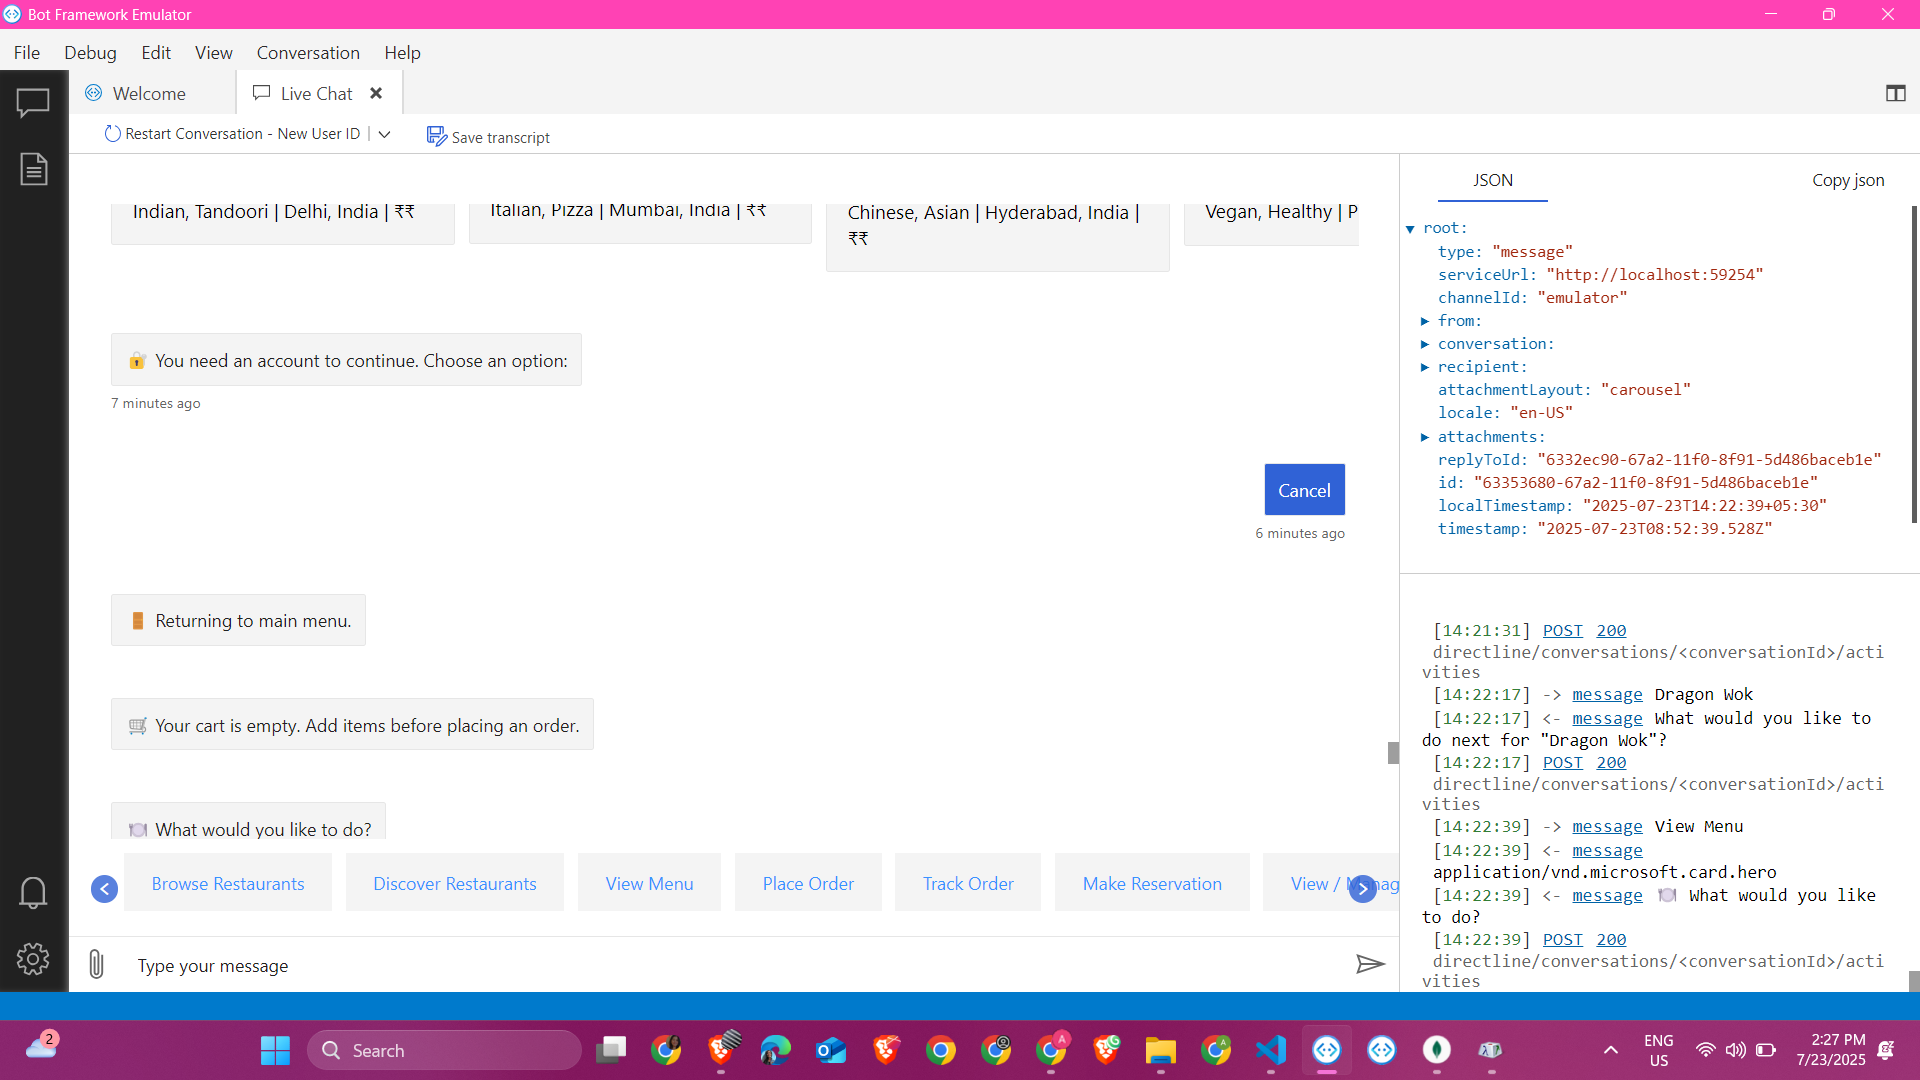 Bot Framework Emulator
File Debug Edit View Conversation Help
Welcome
Live Chat
Restart Conversation - New User ID
Save transcript
Indian, Tandoori | Delhi, India | ₹₹
Italian, Pizza | Mumbai, India | ₹₹
Chinese, Asian | Hyderabad, India |
₹₹
Vegan, Healthy | P
You need an account to continue. Choose an option:
7 minutes ago
Cancel
6 minutes ago
Returning to main menu.
Your cart is empty. Add items before placing an order.
What would you like to do?
Browse Restaurants
Discover Restaurants
View Menu
Place Order
Track Order
Make Reservation
View / Manag
Type your message
JSON
Copy json
root:
type: "message"
serviceUrl: "http://localhost:59254"
channelId: "emulator"
from:
conversation:
recipient:
attachmentLayout: "carousel"
locale: "en-US"
attachments:
replyToId: "6332ec90-67a2-11f0-8f91-5d486baceb1e"
id: "63353680-67a2-11f0-8f91-5d486baceb1e"
localTimestamp: "2025-07-23T14:22:39+05:30"
timestamp: "2025-07-23T08:52:39.528Z"
[14:21:31] POST 200
directline/conversations/<conversationId>/acti
vities
[14:22:17] -> message Dragon Wok
[14:22:17] <- message What would you like to
do next for "Dragon Wok"?
[14:22:17] POST 200
directline/conversations/<conversationId>/acti
vities
[14:22:39] -> message View Menu
[14:22:39] <- message
application/vnd.microsoft.card.hero
[14:22:39] <- message 🍽️ What would you like
to do?
[14:22:39] POST 200
directline/conversations/<conversationId>/acti
vities
2
Search
A
G
A
ENG
US
2:27 PM
7/23/2025